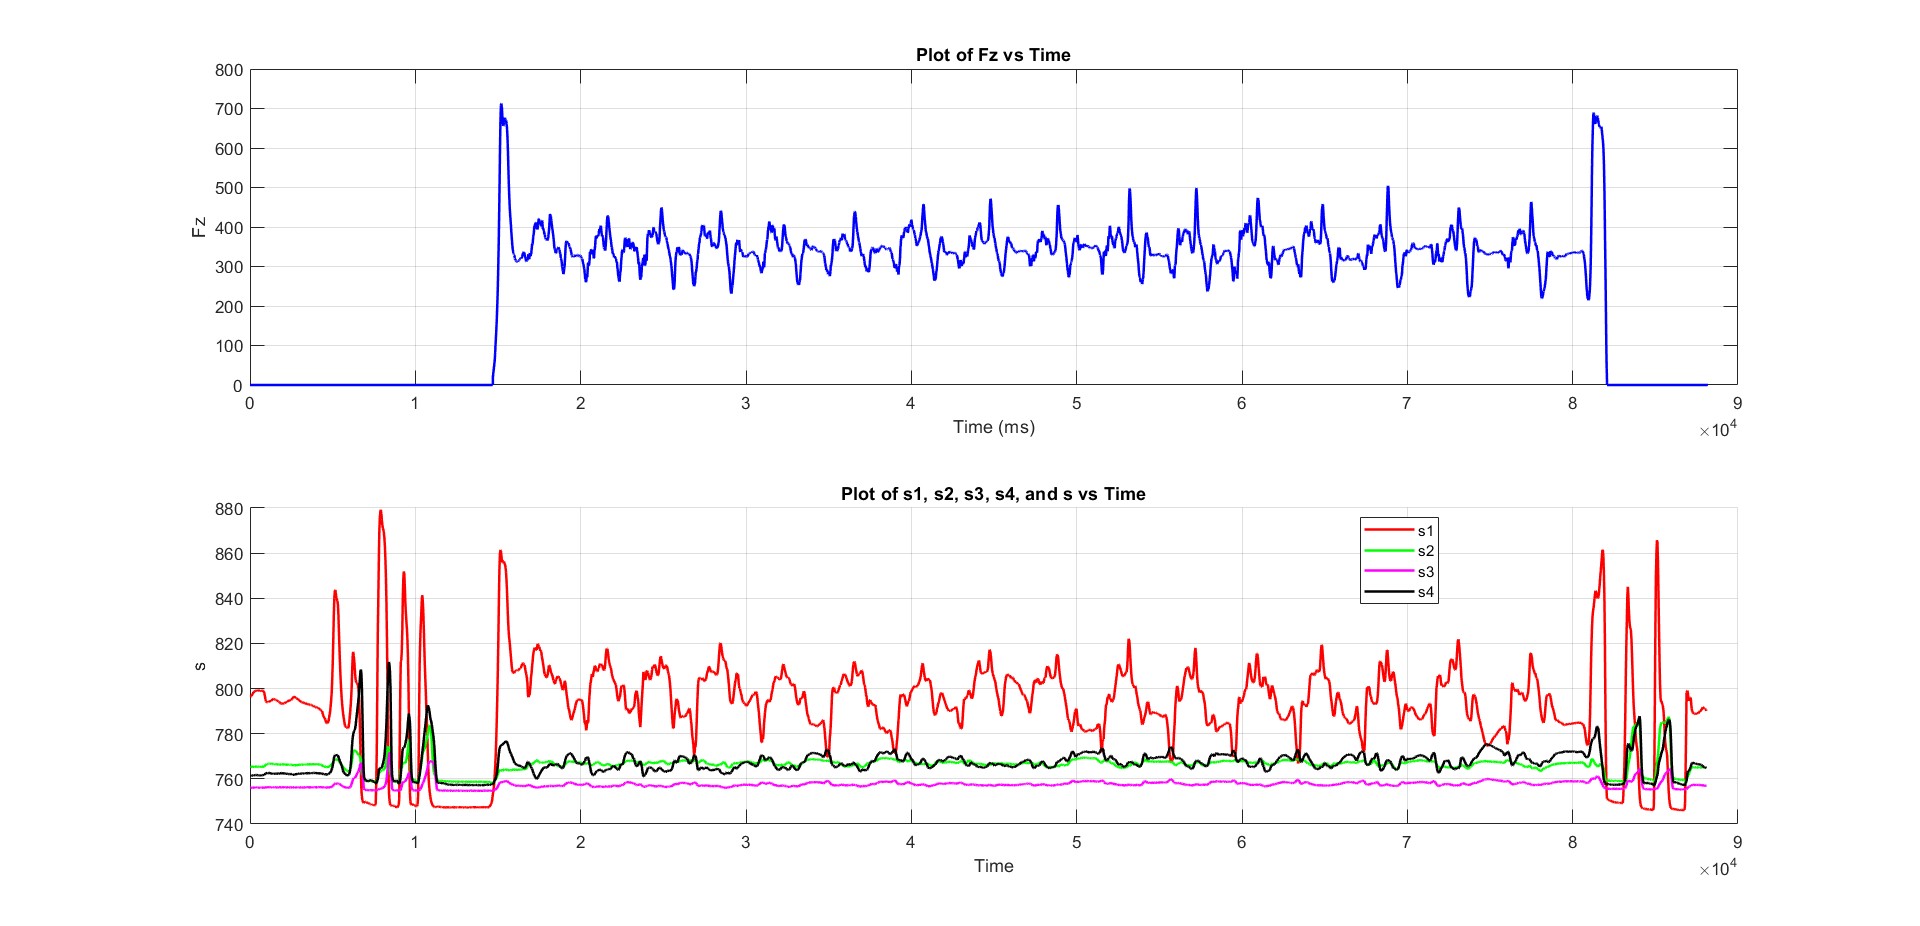 Plot of Fz vs Time
800
700
600
500
400
300
200
100
0
Fz
0 1 2 3 4 5 6 7 8 9
Time (ms)
×10^4
Plot of s1, s2, s3, s4, and s vs Time
880
860
840
820
800
780
760
740
s
s1
s2
s3
s4
0 1 2 3 4 5 6 7 8 9
Time
×10^4